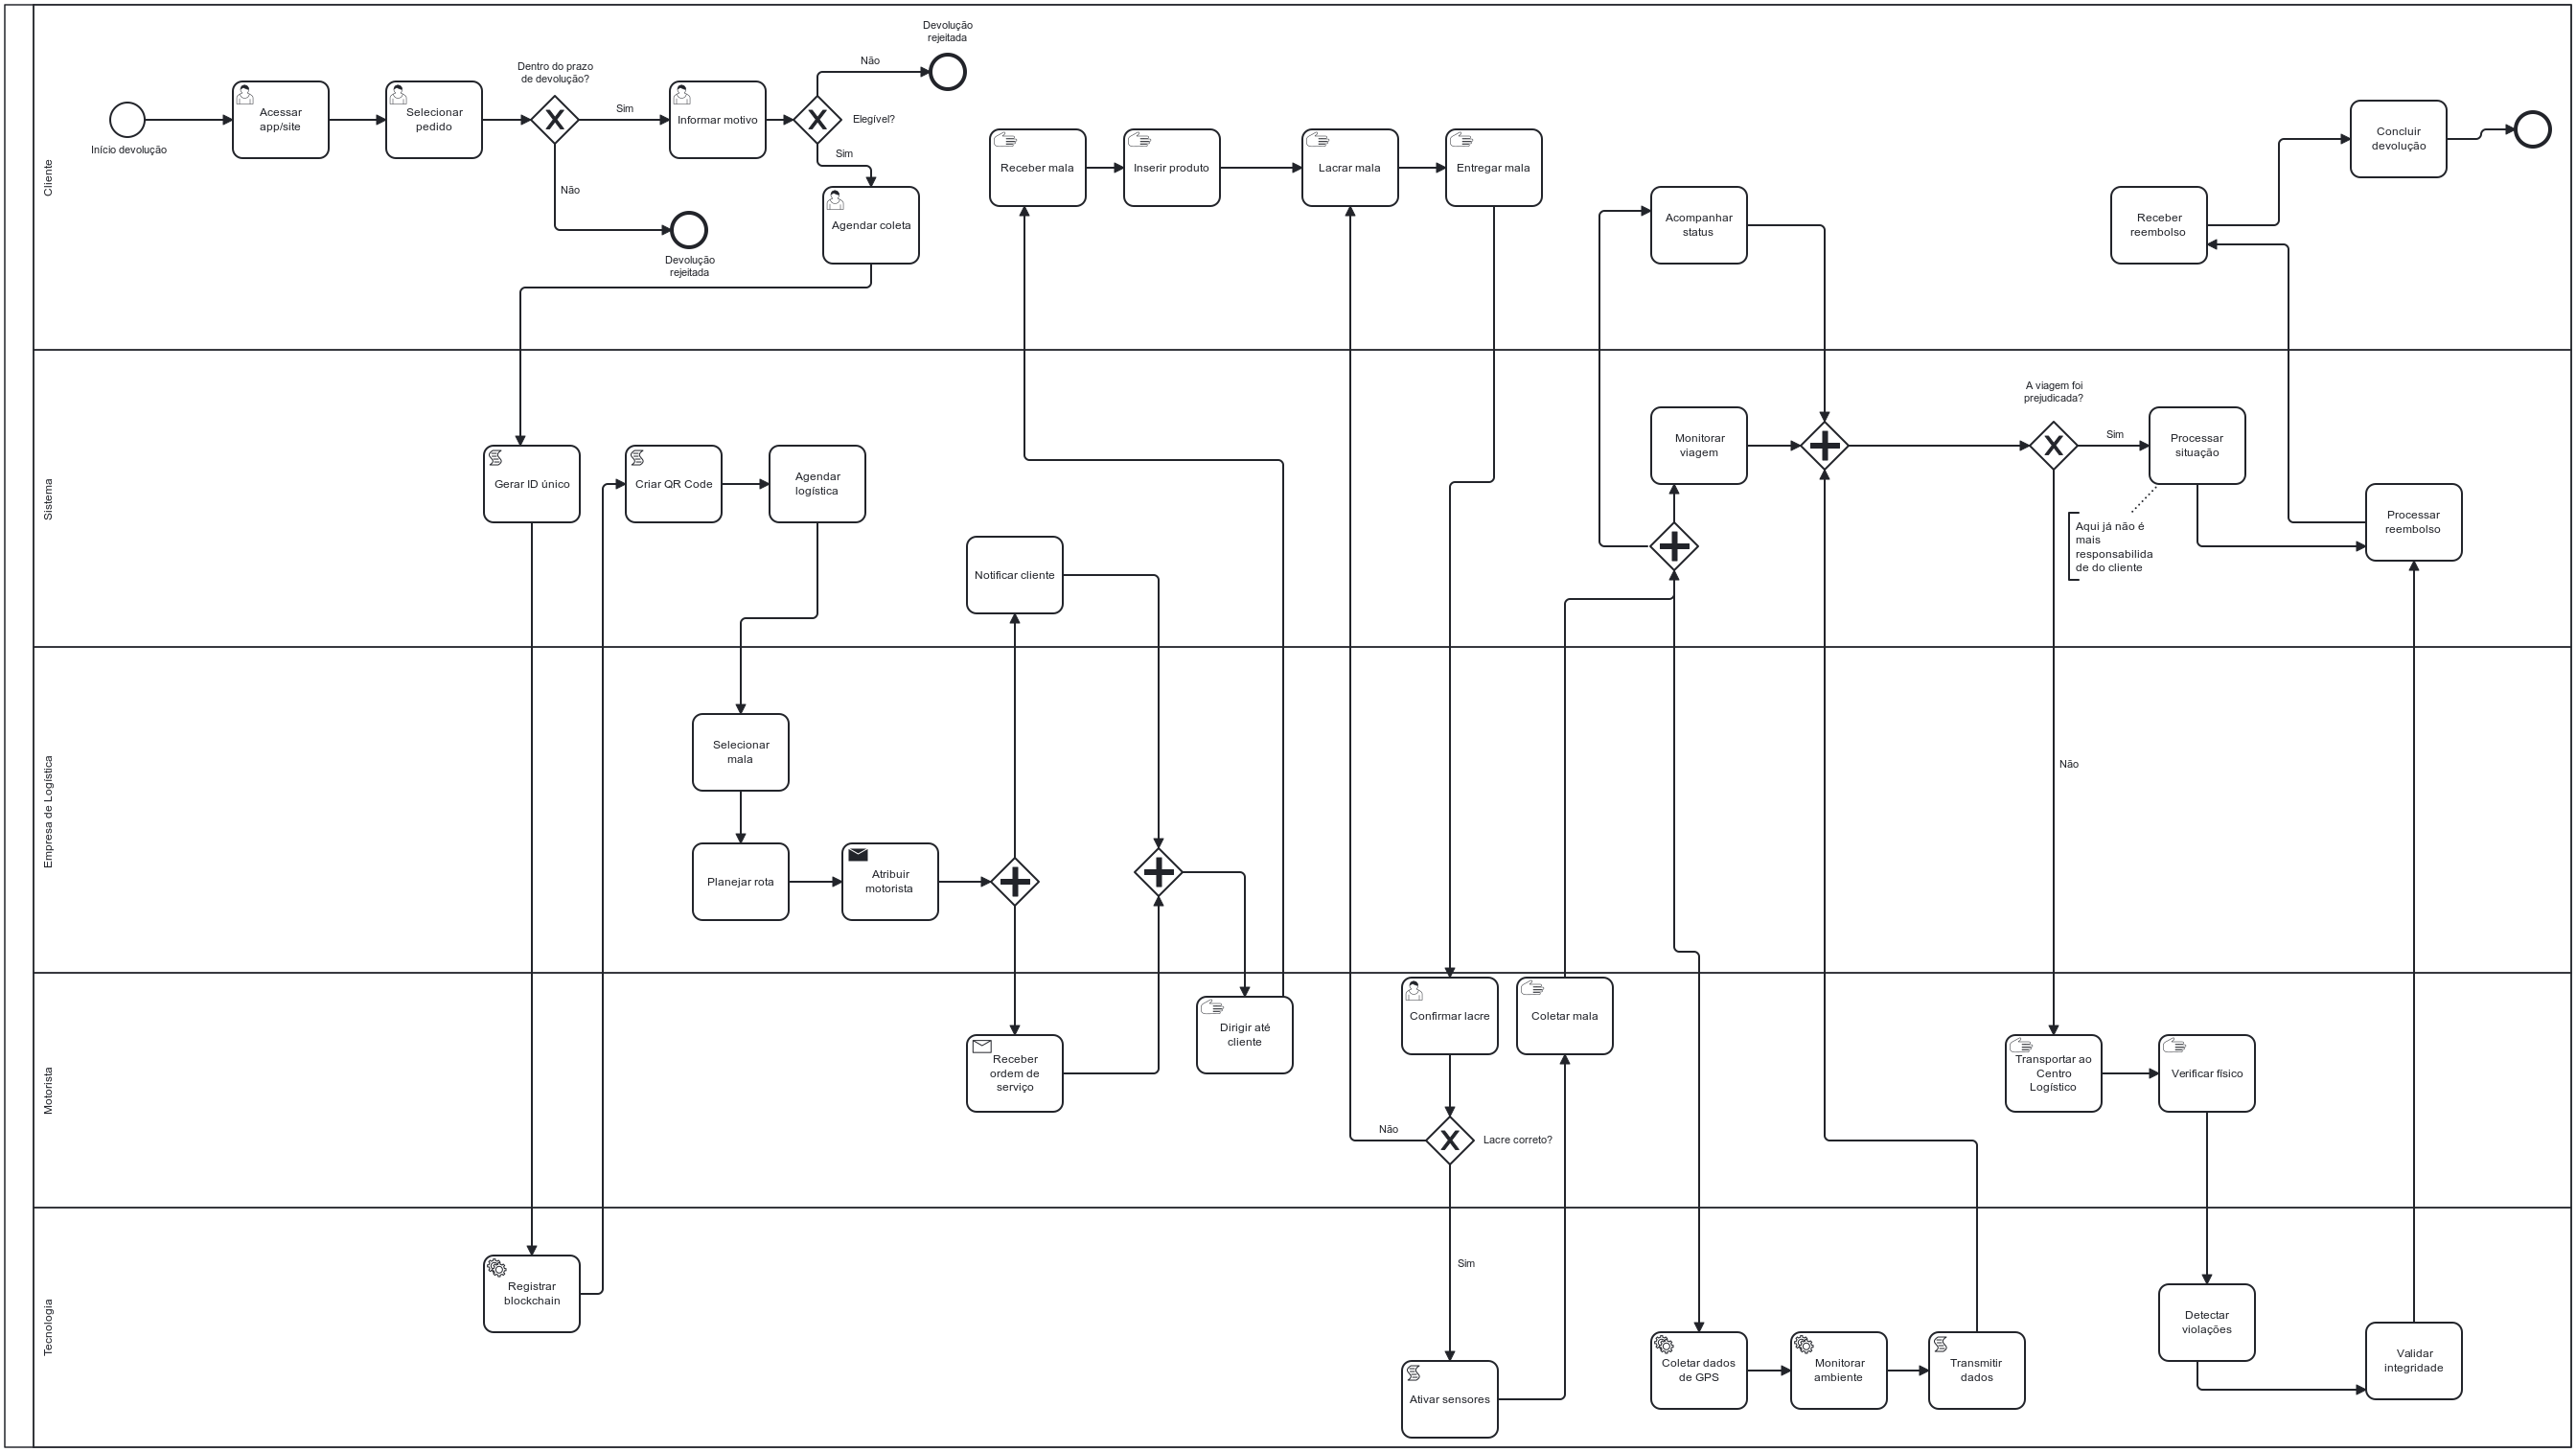 Cliente
Início devolução
Acessar
app/site
Selecionar
pedido
Dentro do prazo
de devolução?
Sim
Não
Devolução
rejeitada
Informar motivo
Elegível?
Não
Devolução
rejeitada
Sim
Agendar coleta
Receber mala
Inserir produto
Lacrar mala
Entregar mala
Acompanhar
status
Receber
reembolso
Concluir
devolução
Sistema
Gerar ID único
Criar QR Code
Agendar
logística
Notificar cliente
Monitorar
viagem
A viagem foi
prejudicada?
Sim
Não
Processar
situação
Aqui já não é
mais
responsabilida
de do cliente
Processar
reembolso
Empresa de Logística
Selecionar
mala
Planejar rota
Atribuir
motorista
Motorista
Receber
ordem de
serviço
Dirigir até
cliente
Confirmar lacre
Coletar mala
Não
Lacre correto?
Sim
Transportar ao
Centro
Logístico
Verificar físico
Tecnologia
Registrar
blockchain
Ativar sensores
Coletar dados
de GPS
Monitorar
ambiente
Transmitir
dados
Detectar
violações
Validar
integridade